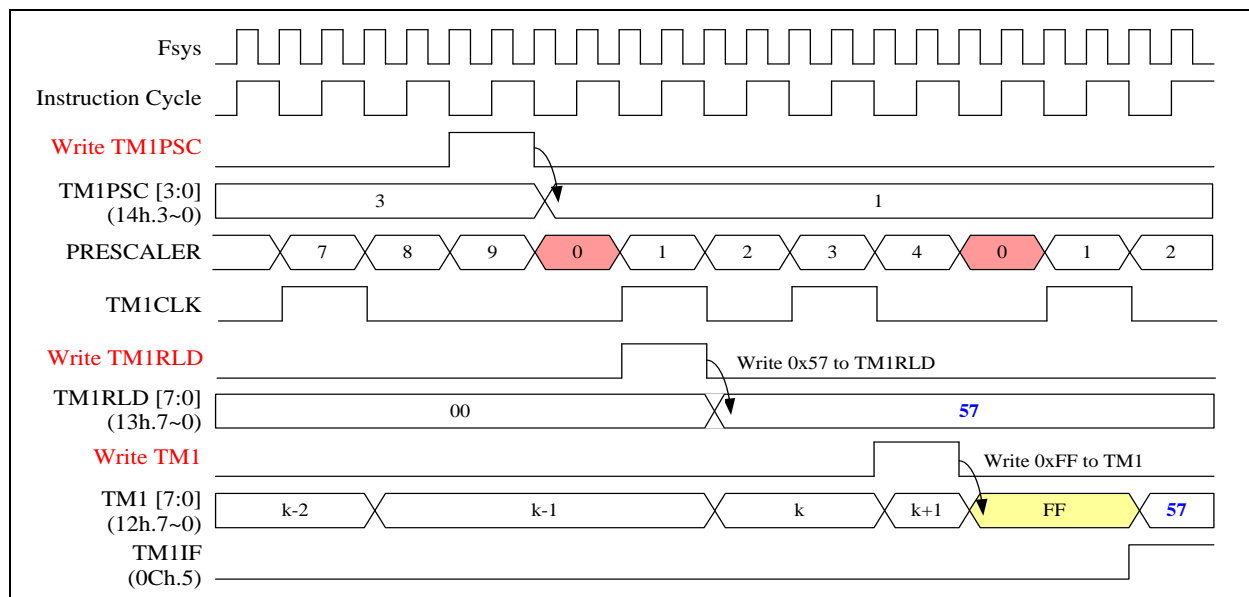 Fsys
Instruction Cycle
Write TM1PSC
TM1PSC [3:0]
(14h.3~0)
3
1
PRESCALER
7 8 9 0 1 2 3 4 0 1 2
TM1CLK
Write TM1RLD
Write 0x57 to TM1RLD
TM1RLD [7:0]
(13h.7~0)
00
57
Write TM1
Write 0xFF to TM1
TM1 [7:0]
(12h.7~0)
k-2 k-1 k k+1 FF 57
TM1IF
(0Ch.5)